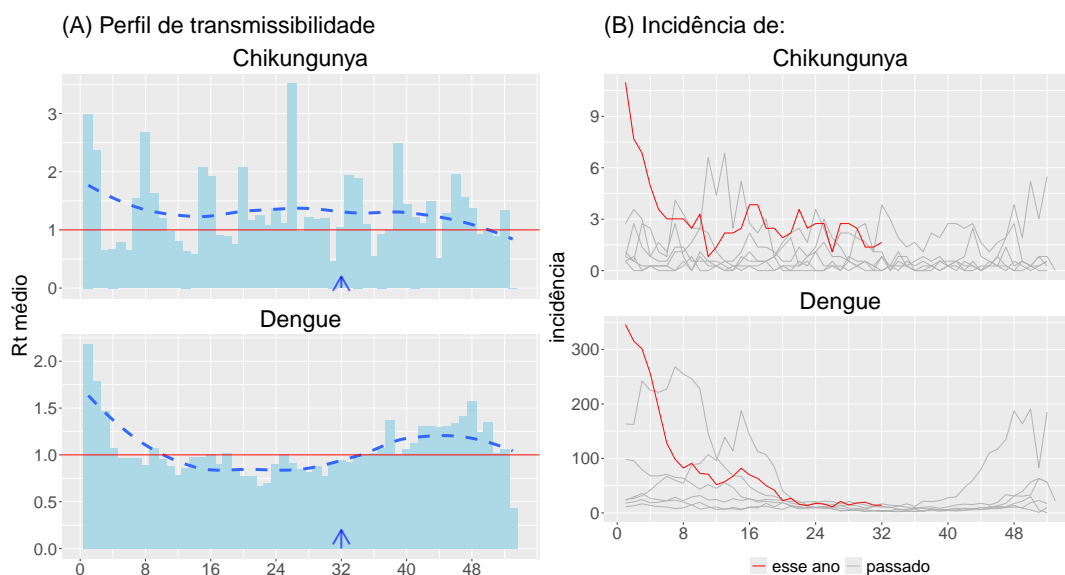 (A) Perfil de transmissibilidade
Chikungunya
3
2
1
0
Dengue
2.0
1.5
1.0
0.5
0.0
0 8 16 24 32 40 48
Rt médio
(B) Incidência de:
Chikungunya
9
6
3
0
Dengue
300
200
100
0
0 8 16 24 32 40 48
incidência
esse ano passado